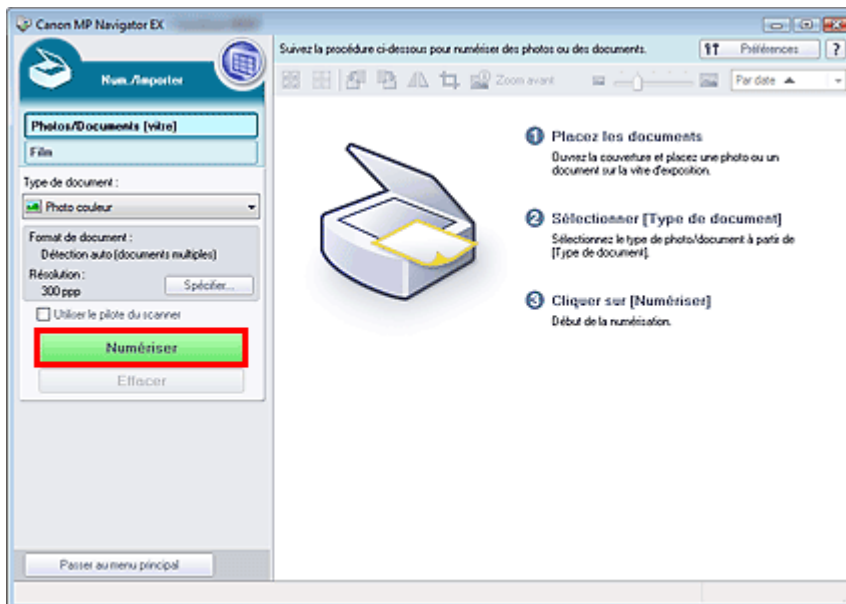 Canon MP Navigator EX
Num./Importer
Photos/Documents (vitre)
Film
Type de document :
Photo couleur
Format de document :
Détection auto (documents multiples)
Résolution :
300 ppp
Spécifier...
Utiliser le pilote du scanner
Numériser
Effacer
Passer au menu principal
Suivez la procédure ci-dessous pour numériser des photos ou des documents.
Préférences
?
Zoom avant
Par date
1 Placez les documents
Ouvrez la couverture et placez une photo ou un
document sur la vitre d'exposition.
2 Sélectionner [Type de document]
Sélectionnez le type de photo/document à partir de
[Type de document].
3 Cliquer sur [Numériser]
Début de la numérisation.